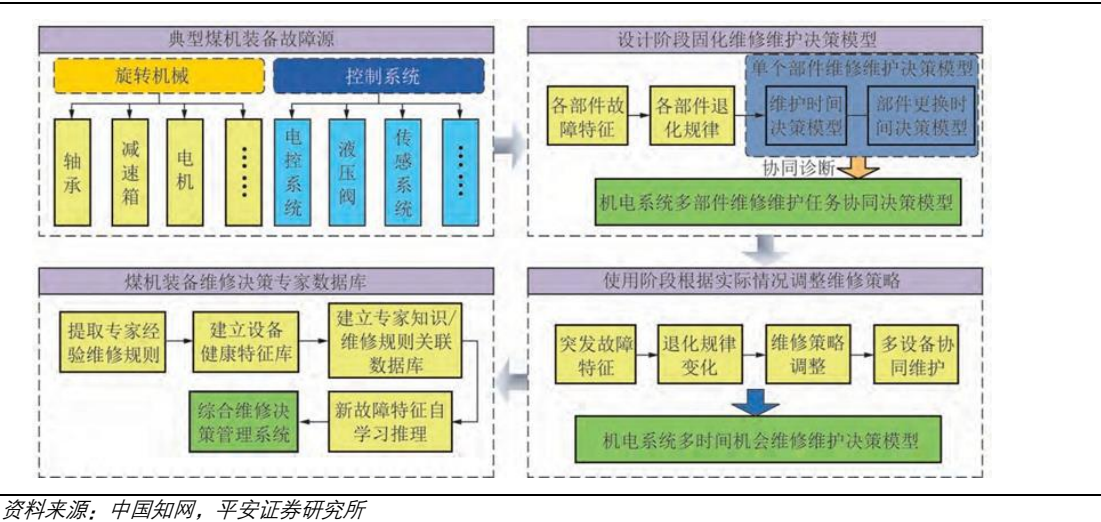 典型煤机装备故障源
旋转机械
控制系统
轴承
减速箱
电机
……
电控系统
液压阀
传感系统
……
设计阶段固化维修维护决策模型
单个部件维修维护决策模型
各部件故
障特征
各部件退
化规律
维护时间
决策模型
部件更换时
间决策模型
协同诊断
机电系统多部件维修维护任务协同决策模型
使用阶段根据实际情况调整维修策略
突发故障
特征
退化规律
变化
维修策略
调整
多设备协
同维护
机电系统多时间机会维修维护决策模型
煤机装备维修决策专家数据库
提取专家经
验维修规则
建立设备
健康特征库
建立专家知识/
维修规则关联
数据库
新故障特征自
学习推理
综合维修决
策管理系统
资料来源：中国知网，平安证券研究所